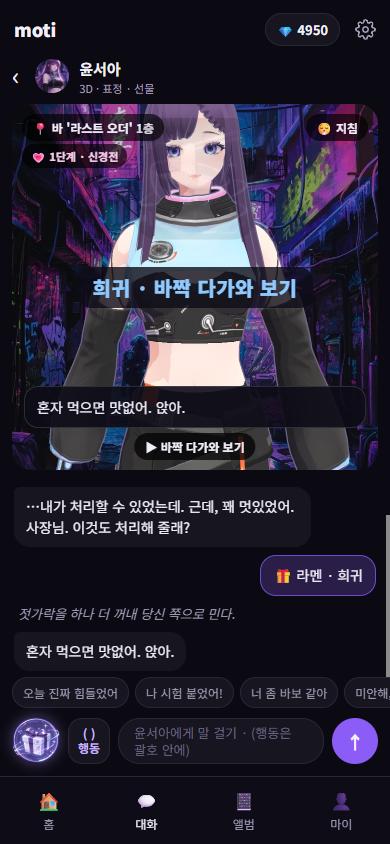 moti
4950
윤서아
3D · 표정 · 선물
바 '라스트 오더' 1층
지침
1단계 · 신경전
희귀 · 바짝 다가와 보기
혼자 먹으면 맛없어. 앉아.
▶ 바짝 다가와 보기
…내가 처리할 수 있었는데. 근데, 꽤 멋있었어.
사장님. 이것도 처리해 줄래?
라멘 · 희귀
젓가락을 하나 더 꺼내 당신 쪽으로 민다.
혼자 먹으면 맛없어. 앉아.
오늘 진짜 힘들었어
나 시험 붙었어!
너 좀 바보 같아
미안해,
( )
행동
윤서아에게 말 걸기 · (행동은
괄호 안에)
홈
대화
앨범
마이